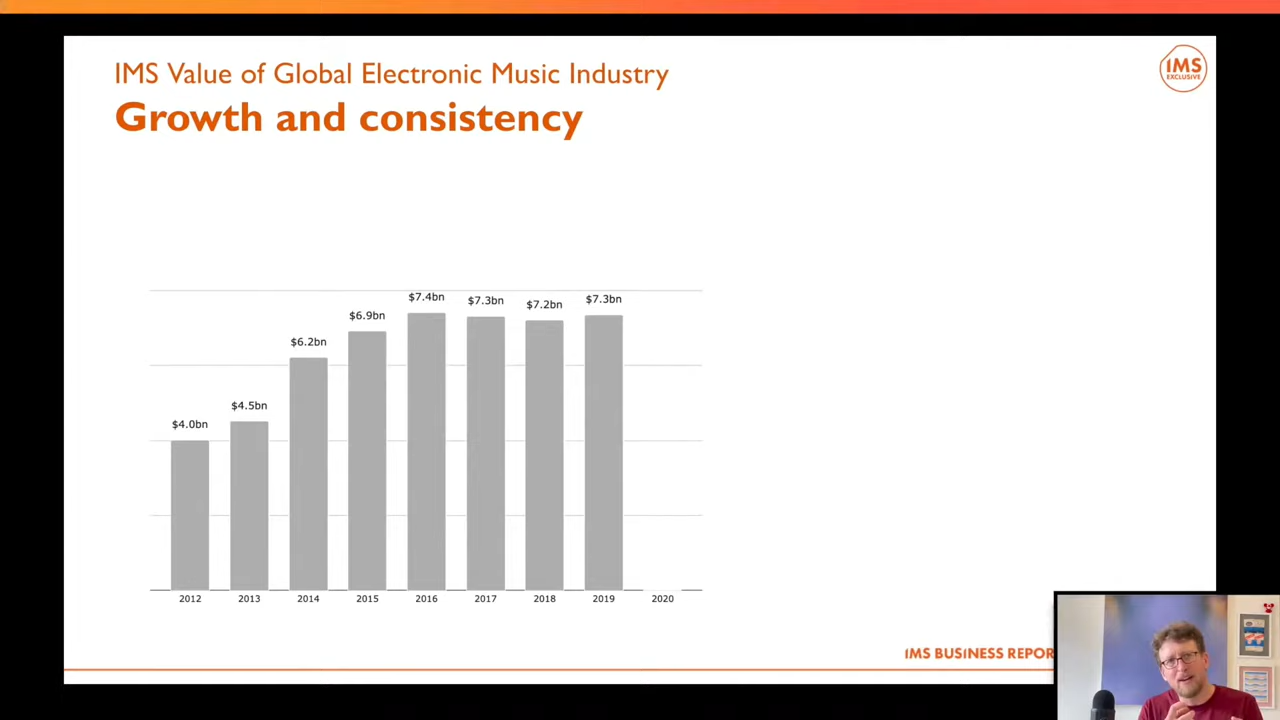 IMS Value of Global Electronic Music Industry
Growth and consistency
IMS
EXCLUSIVE
$4.0bn
$4.5bn
$6.2bn
$6.9bn
$7.4bn
$7.3bn
$7.2bn
$7.3bn
2012 2013 2014 2015 2016 2017 2018 2019 2020
IMS BUSINESS REPOR